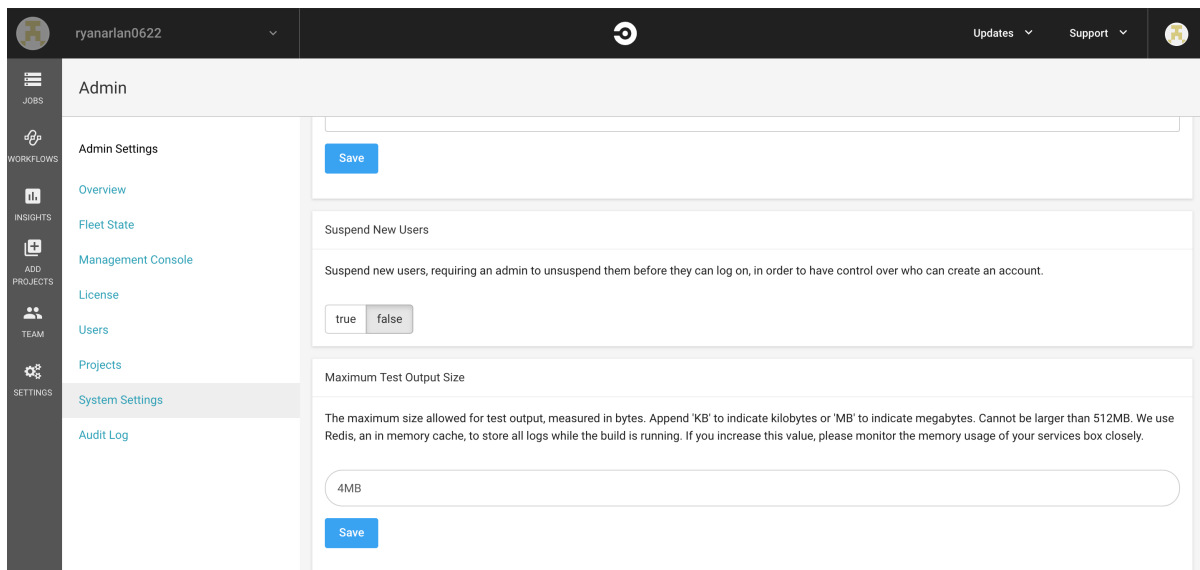 ryanarlan0622
Updates
Support
JOBS
WORKFLOWS
INSIGHTS
ADD
PROJECTS
TEAM
SETTINGS
Admin
Admin Settings
Overview
Fleet State
Management Console
License
Users
Projects
System Settings
Audit Log
Save
Suspend New Users
Suspend new users, requiring an admin to unsuspend them before they can log on, in order to have control over who can create an account.
true false
Maximum Test Output Size
The maximum size allowed for test output, measured in bytes. Append 'KB' to indicate kilobytes or 'MB' to indicate megabytes. Cannot be larger than 512MB. We use
Redis, an in memory cache, to store all logs while the build is running. If you increase this value, please monitor the memory usage of your services box closely.
4MB
Save